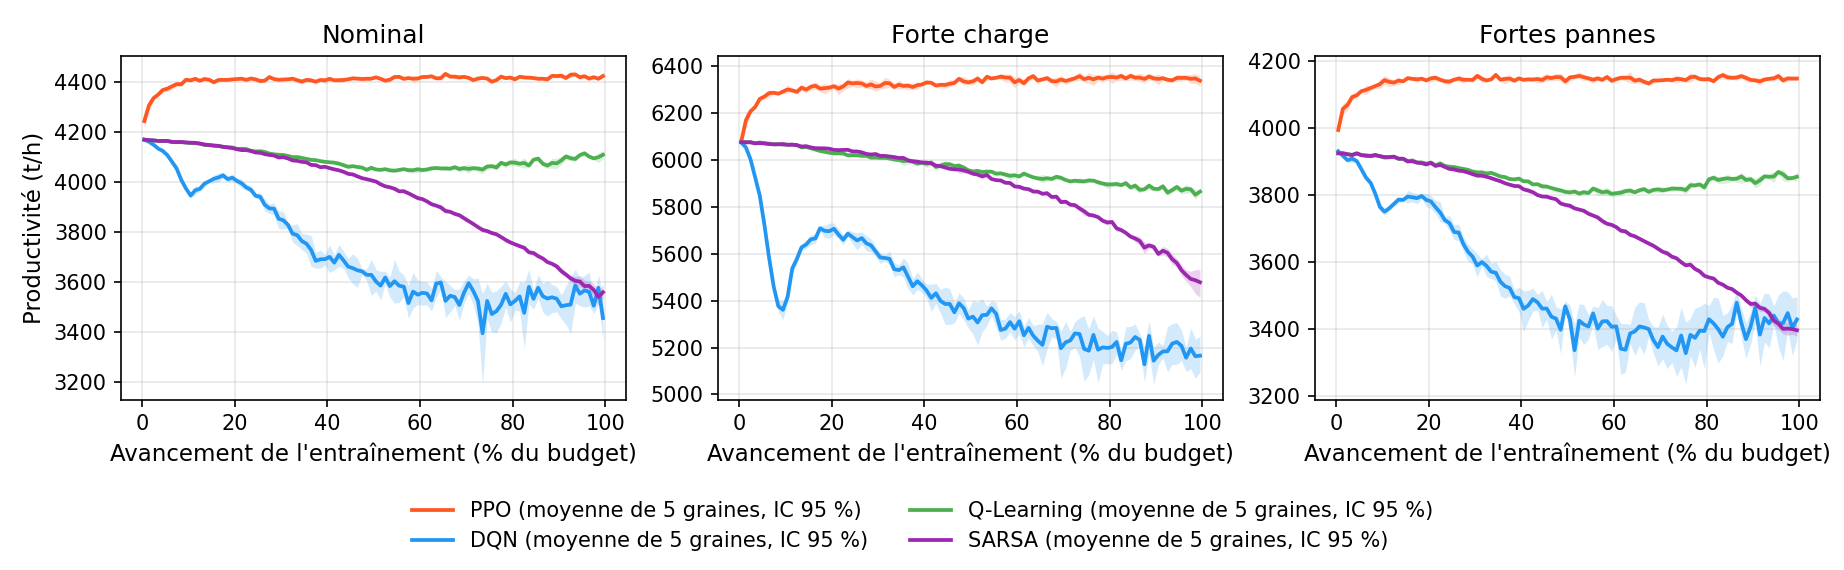 Nominal
Forte charge
Fortes pannes
Productivité (t/h)
4400
4200
4000
3800
3600
3400
3200
0 20 40 60 80 100
Avancement de l'entraînement (% du budget)
6400
6200
6000
5800
5600
5400
5200
5000
0 20 40 60 80 100
Avancement de l'entraînement (% du budget)
4200
4000
3800
3600
3400
3200
0 20 40 60 80 100
Avancement de l'entraînement (% du budget)
PPO (moyenne de 5 graines, IC 95 %)
DQN (moyenne de 5 graines, IC 95 %)
Q-Learning (moyenne de 5 graines, IC 95 %)
SARSA (moyenne de 5 graines, IC 95 %)